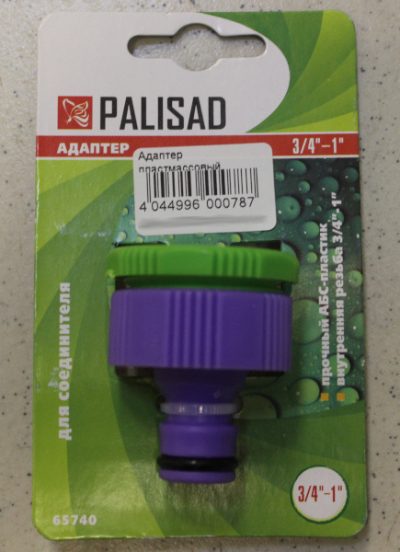 PALISAD
АДАПТЕР
3/4"-1"
Адаптер
пластмассовый
4 044996 000787
для соединителя
прочный АБС-пластик
внутренняя резьба 3/4"-1"
65740
3/4"-1"